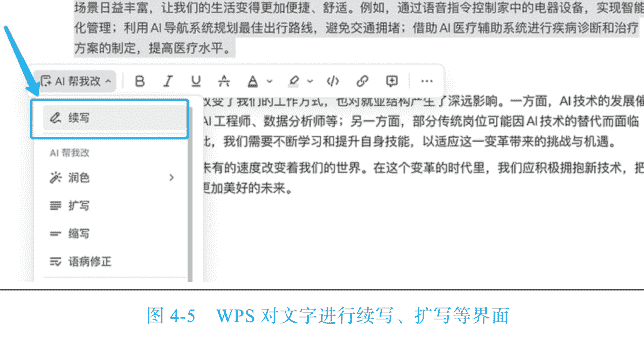 场景日益丰富，让我们的生活变得更加便捷、舒适。例如，通过语音指令控制家中的电器设备，实现智能
化管理；利用AI导航系统规划最佳出行路线，避免交通拥堵；借助AI医疗辅助系统进行疾病诊断和治疗
方案的制定，提高医疗水平。
AI 帮我改 B I U A A
续写
改变了我们的工作方式，也对就业结构产生了深远影响。一方面，AI技术的发展催
AI工程师、数据分析师等；另一方面，部分传统岗位可能因AI技术的替代而面临
此，我们需要不断学习和提升自身技能，以适应这一变革带来的挑战与机遇。
未有的速度改变着我们的世界。在这个变革的时代里，我们应积极拥抱新技术，把
更加美好的未来。
AI 帮我改
润色
扩写
缩写
语病修正
图 4-5 WPS 对文字进行续写、扩写等界面